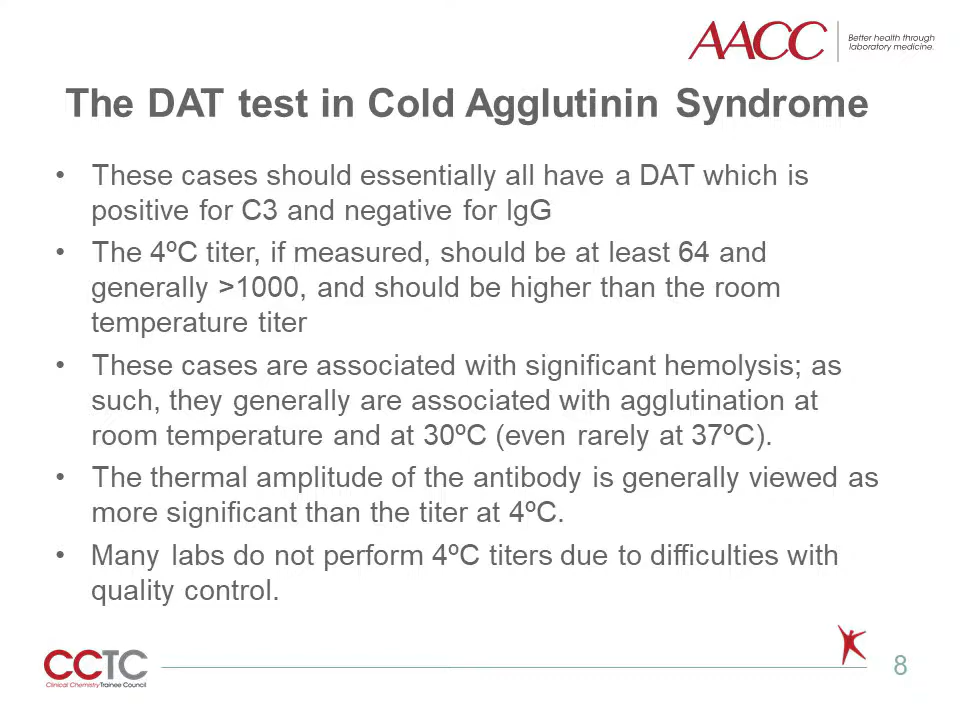 AACC
Better health through
laboratory medicine.
The DAT test in Cold Agglutinin Syndrome
• These cases should essentially all have a DAT which is
positive for C3 and negative for IgG
• The 4ºC titer, if measured, should be at least 64 and
generally >1000, and should be higher than the room
temperature titer
• These cases are associated with significant hemolysis; as
such, they generally are associated with agglutination at
room temperature and at 30ºC (even rarely at 37ºC).
• The thermal amplitude of the antibody is generally viewed as
more significant than the titer at 4ºC.
• Many labs do not perform 4ºC titers due to difficulties with
quality control.
CCTC
Clinical Chemistry Trainee Council
8